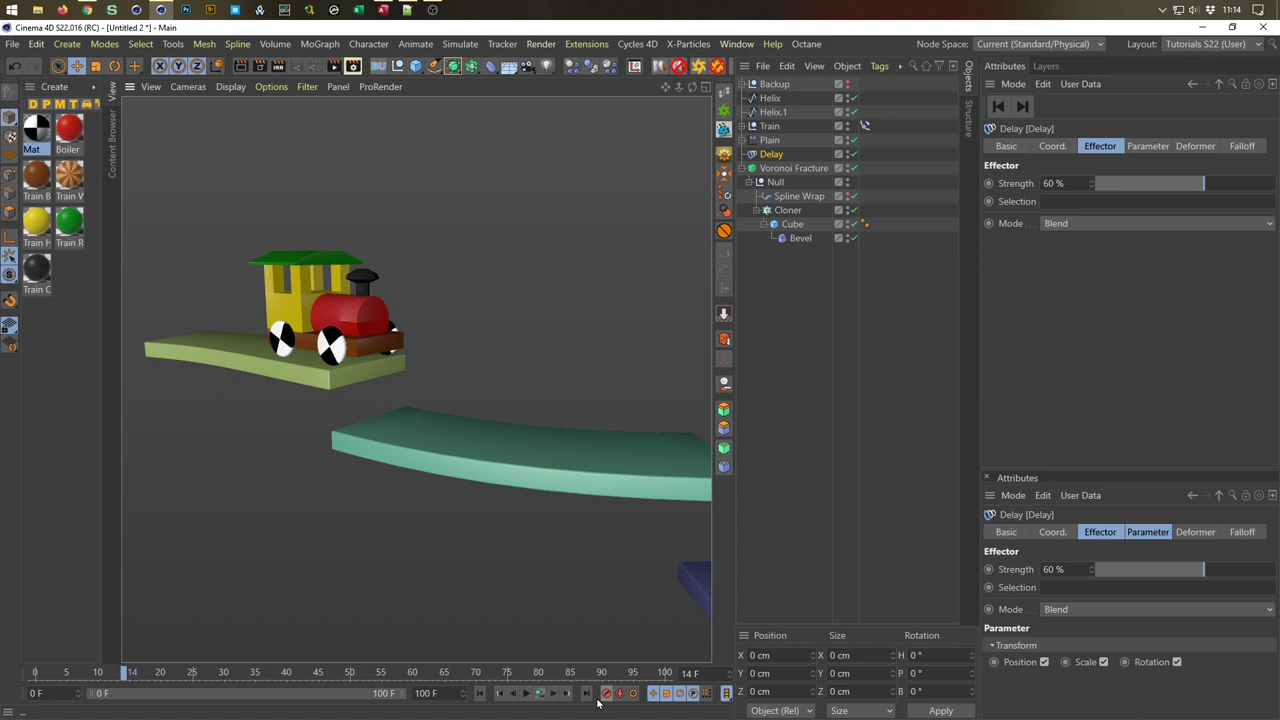 11:14
Cinema 4D S22.016 (RC) - [Untitled 2 *] - Main
File Edit Create Modes Select Tools Mesh Spline Volume MoGraph Character Animate Simulate Tracker Render Extensions Cycles 4D X-Particles Window Help Octane
Node Space: Current (Standard/Physical) Layout: Tutorials S22 (User)
Create
View Cameras Display Options Filter Panel ProRender
D P M T
Mat Boiler
Train B Train W
Train H Train R
Train C
View
Content Browser
File Edit View Object Tags
Backup
Helix
Helix.1
Train
Plain
Delay
Voronoi Fracture
Null
Spline Wrap
Cloner
Cube
Bevel
Objects
Structure
Attributes Layers
Mode Edit User Data
Delay [Delay]
Basic Coord. Effector Parameter Deformer Falloff
Effector
Strength 60 %
Selection
Mode . . . Blend
Attributes
Mode Edit User Data
Delay [Delay]
Basic Coord. Effector Parameter Deformer Falloff
Effector
Strength 60 %
Selection
Mode . . . Blend
Parameter
Transform
Position Scale Rotation
0 5 10 14 20 25 30 35 40 45 50 55 60 65 70 75 80 85 90 95 100 14 F
0 F 0 F 100 F 100 F
Position Size Rotation
X 0 cm X 0 cm H 0 °
Y 0 cm Y 0 cm P 0 °
Z 0 cm Z 0 cm B 0 °
Object (Rel) Size Apply